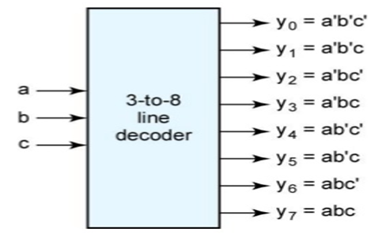 a
b
c
3-to-8
line
decoder
y₀ = a'b'c'
y₁ = a'b'c
y₂ = a'bc'
y₃ = a'bc
y₄ = ab'c'
y₅ = ab'c
y₆ = abc'
y₇ = abc